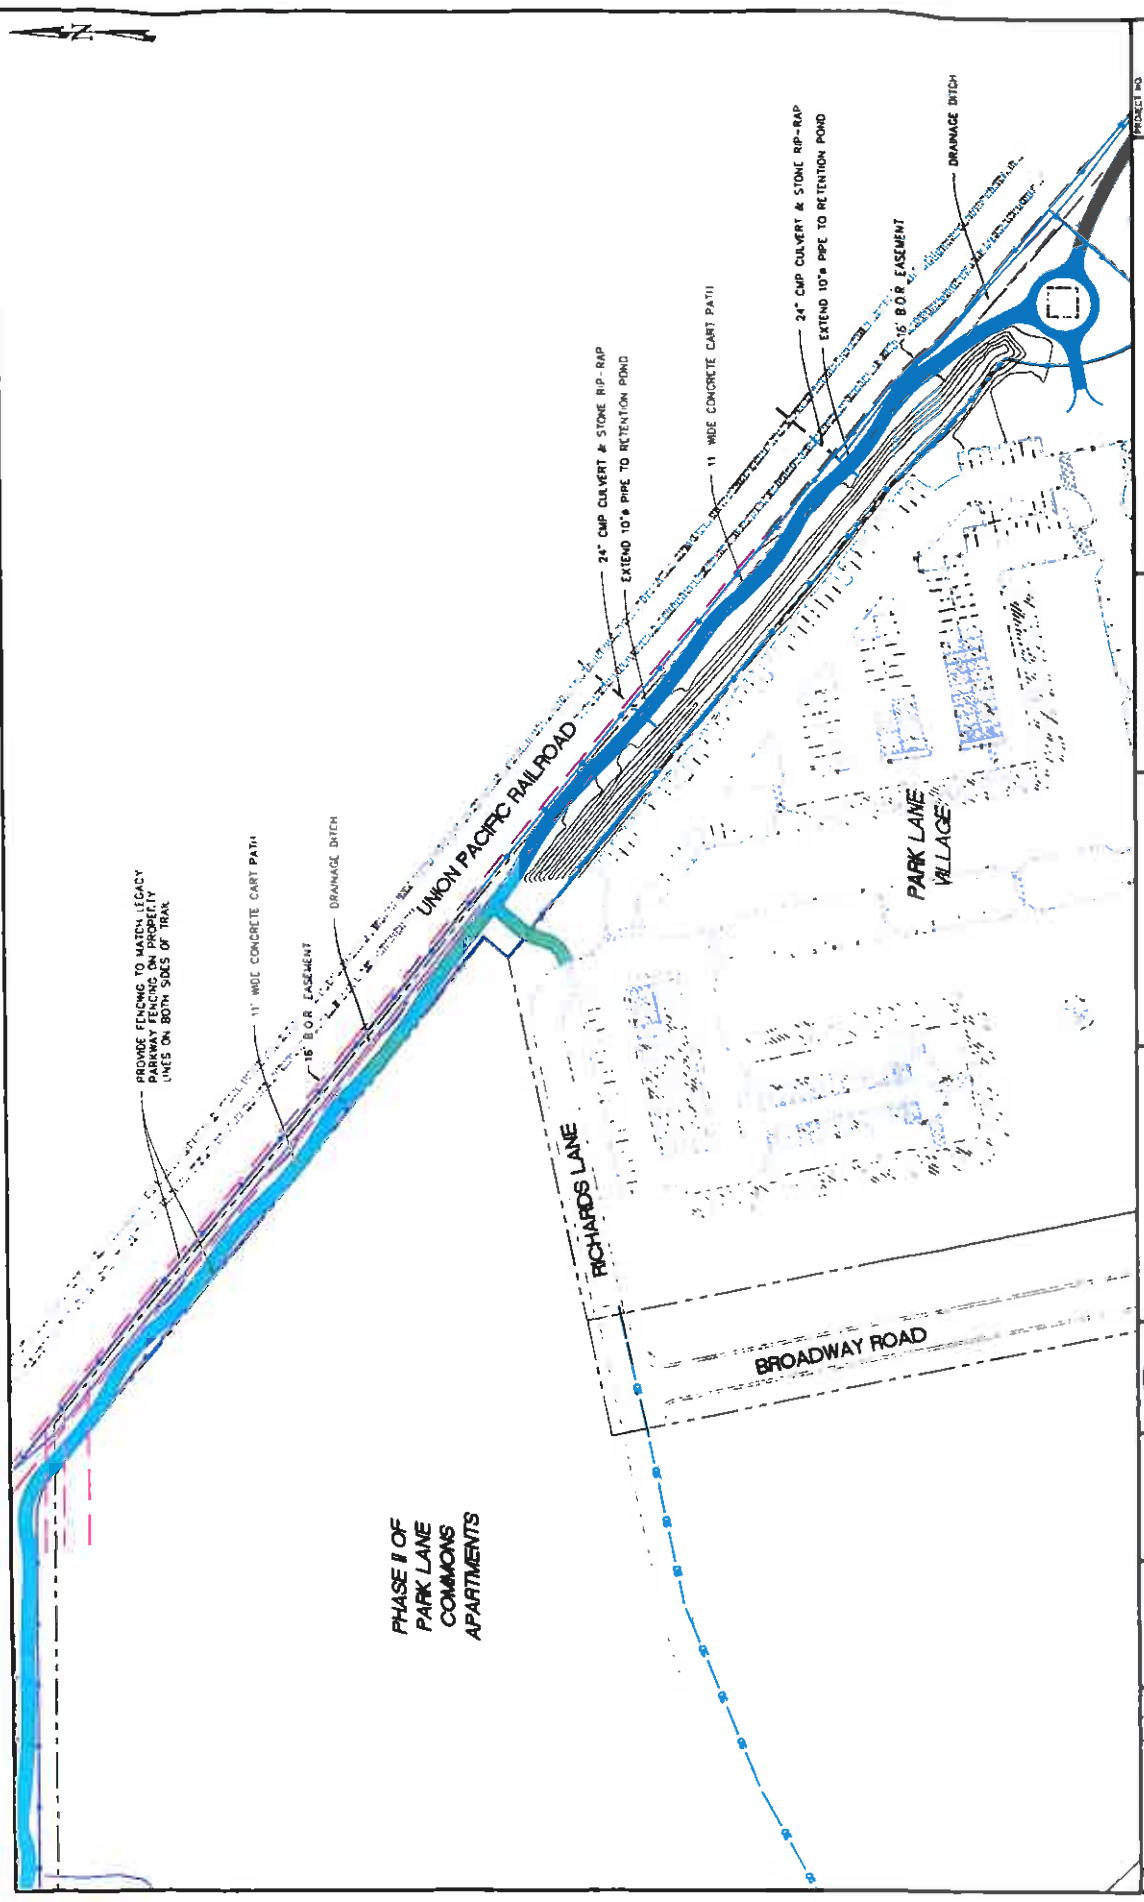 N
PROVIDE FENCING TO MATCH LEGACY
PARKWAY FENCING ON PROPERTY
LINES ON BOTH SIDES OF TRAIL
11' WIDE CONCRETE CART PATH
16' B.O.R. EASEMENT
DRAINAGE DITCH
UNION PACIFIC RAILROAD
24" CMP CULVERT & STONE RIP-RAP
EXTEND 10"ø PIPE TO RETENTION POND
11' WIDE CONCRETE CART PATH
24" CMP CULVERT & STONE RIP-RAP
EXTEND 10"ø PIPE TO RETENTION POND
16' B.O.R. EASEMENT
DRAINAGE DITCH
PHASE II OF
PARK LANE
COMMONS
APARTMENTS
RICHARDS LANE
BROADWAY ROAD
PARK LANE
VILLAGE
PROJECT NO.